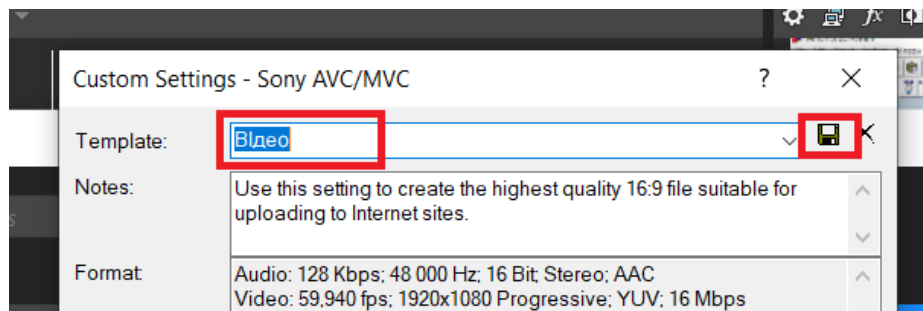 Custom Settings - Sony AVC/MVC
Template:
ВІдео
Notes:
Use this setting to create the highest quality 16:9 file suitable for
uploading to Internet sites.
Format:
Audio: 128 Kbps; 48 000 Hz; 16 Bit; Stereo; AAC
Video: 59,940 fps; 1920x1080 Progressive; YUV; 16 Mbps